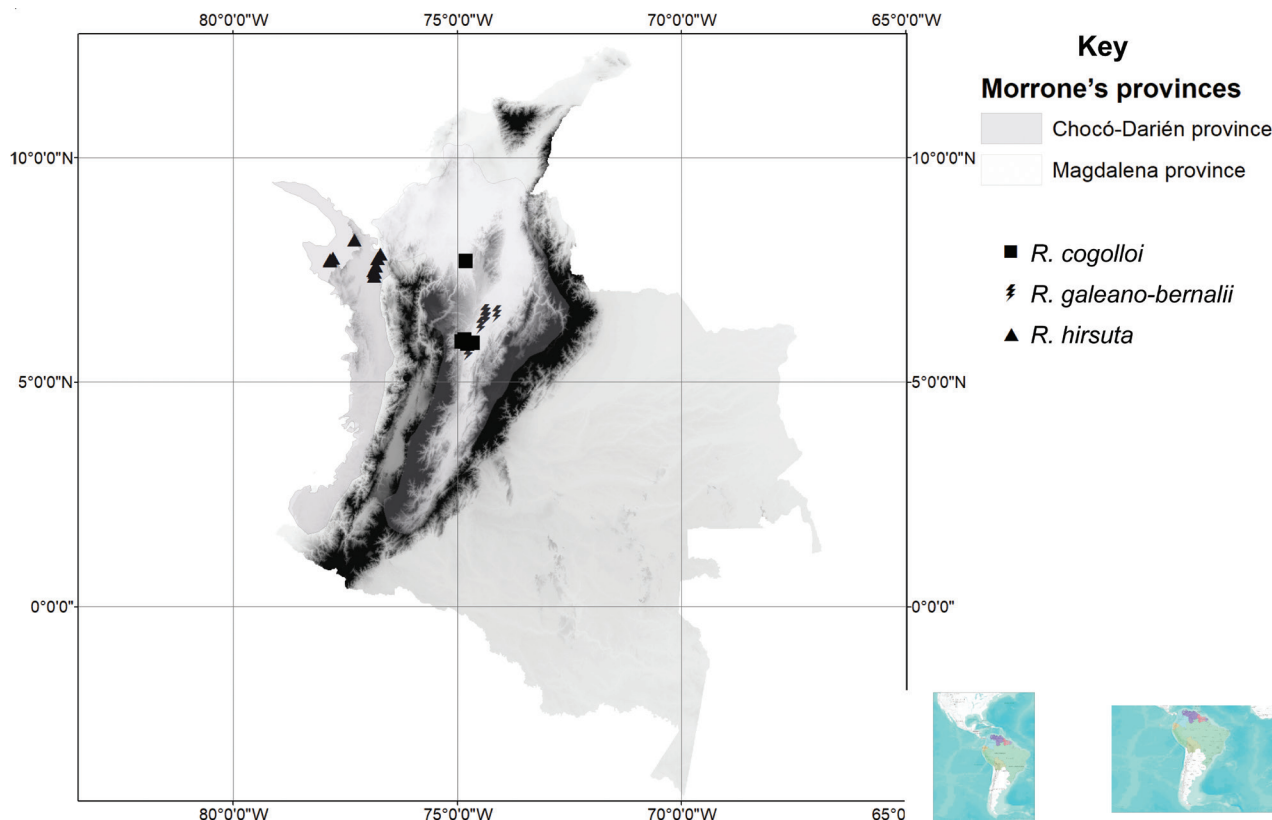 80°0'0"W 75°0'0"W 70°0'0"W 65°0'0"W
10°0'0"N 10°0'0"N
5°0'0"N 5°0'0"N
0°0'0" 0°0'0"
80°0'0"W 75°0'0"W 70°0'0"W 65°0'0"W
Key
Morrone's provinces
Chocó-Darién province
Magdalena province
R. cogolloi
R. galeano-bernalii
R. hirsuta